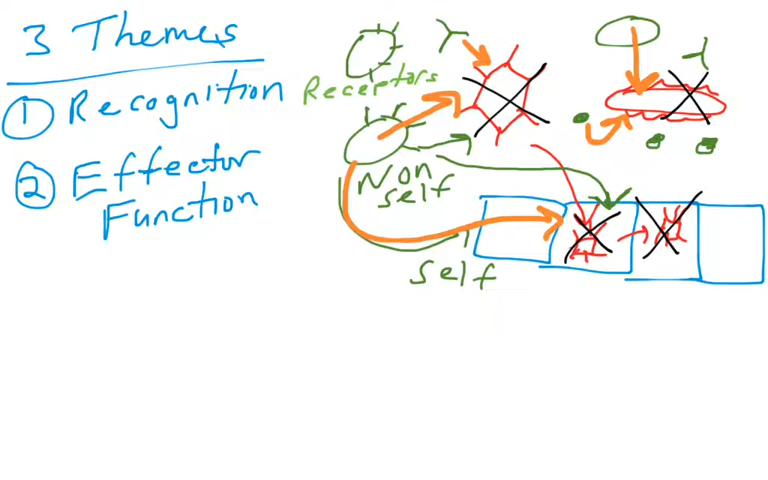 3 Themes
① Recognition
② Effector
Function
Receptors
Non
self
self